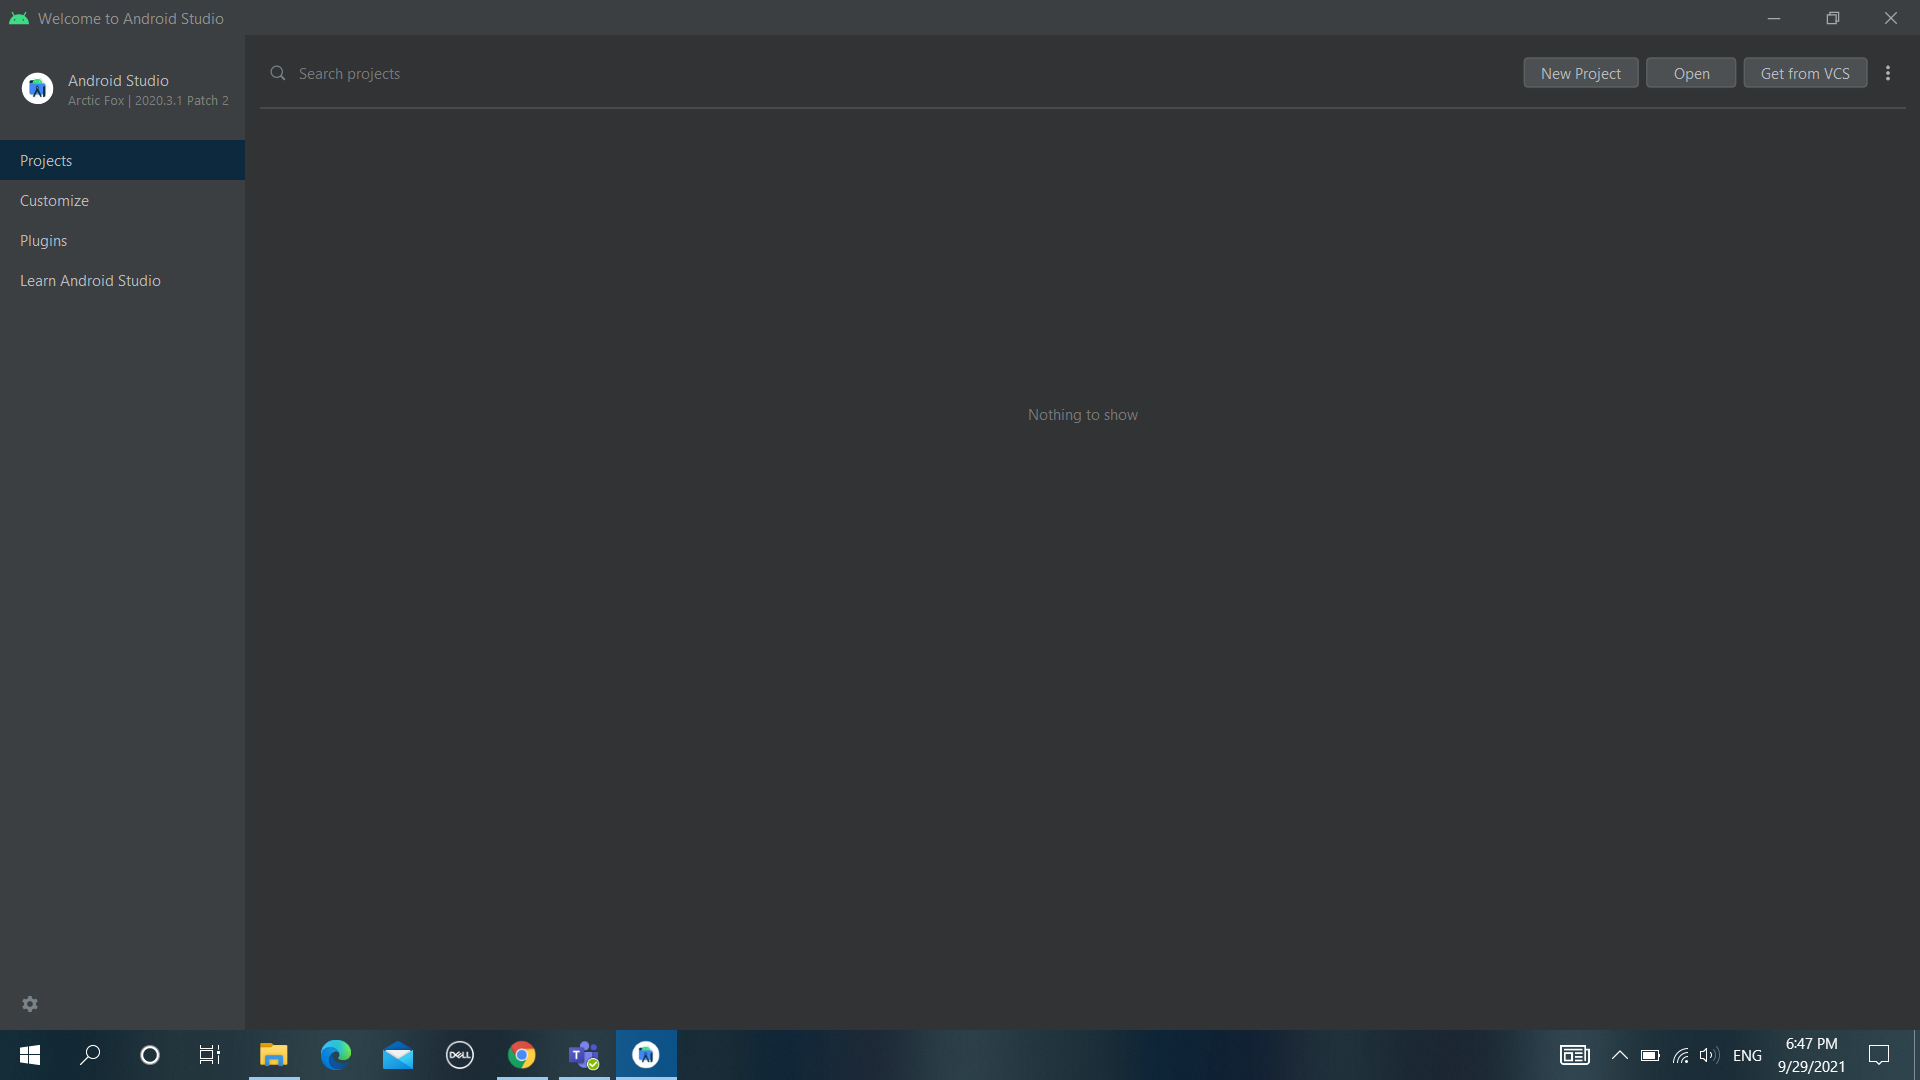 Welcome to Android Studio
Android Studio
Arctic Fox | 2020.3.1 Patch 2
Search projects
New Project
Open
Get from VCS
Projects
Customize
Plugins
Learn Android Studio
Nothing to show
DELL
T
ENG
6:47 PM
9/29/2021